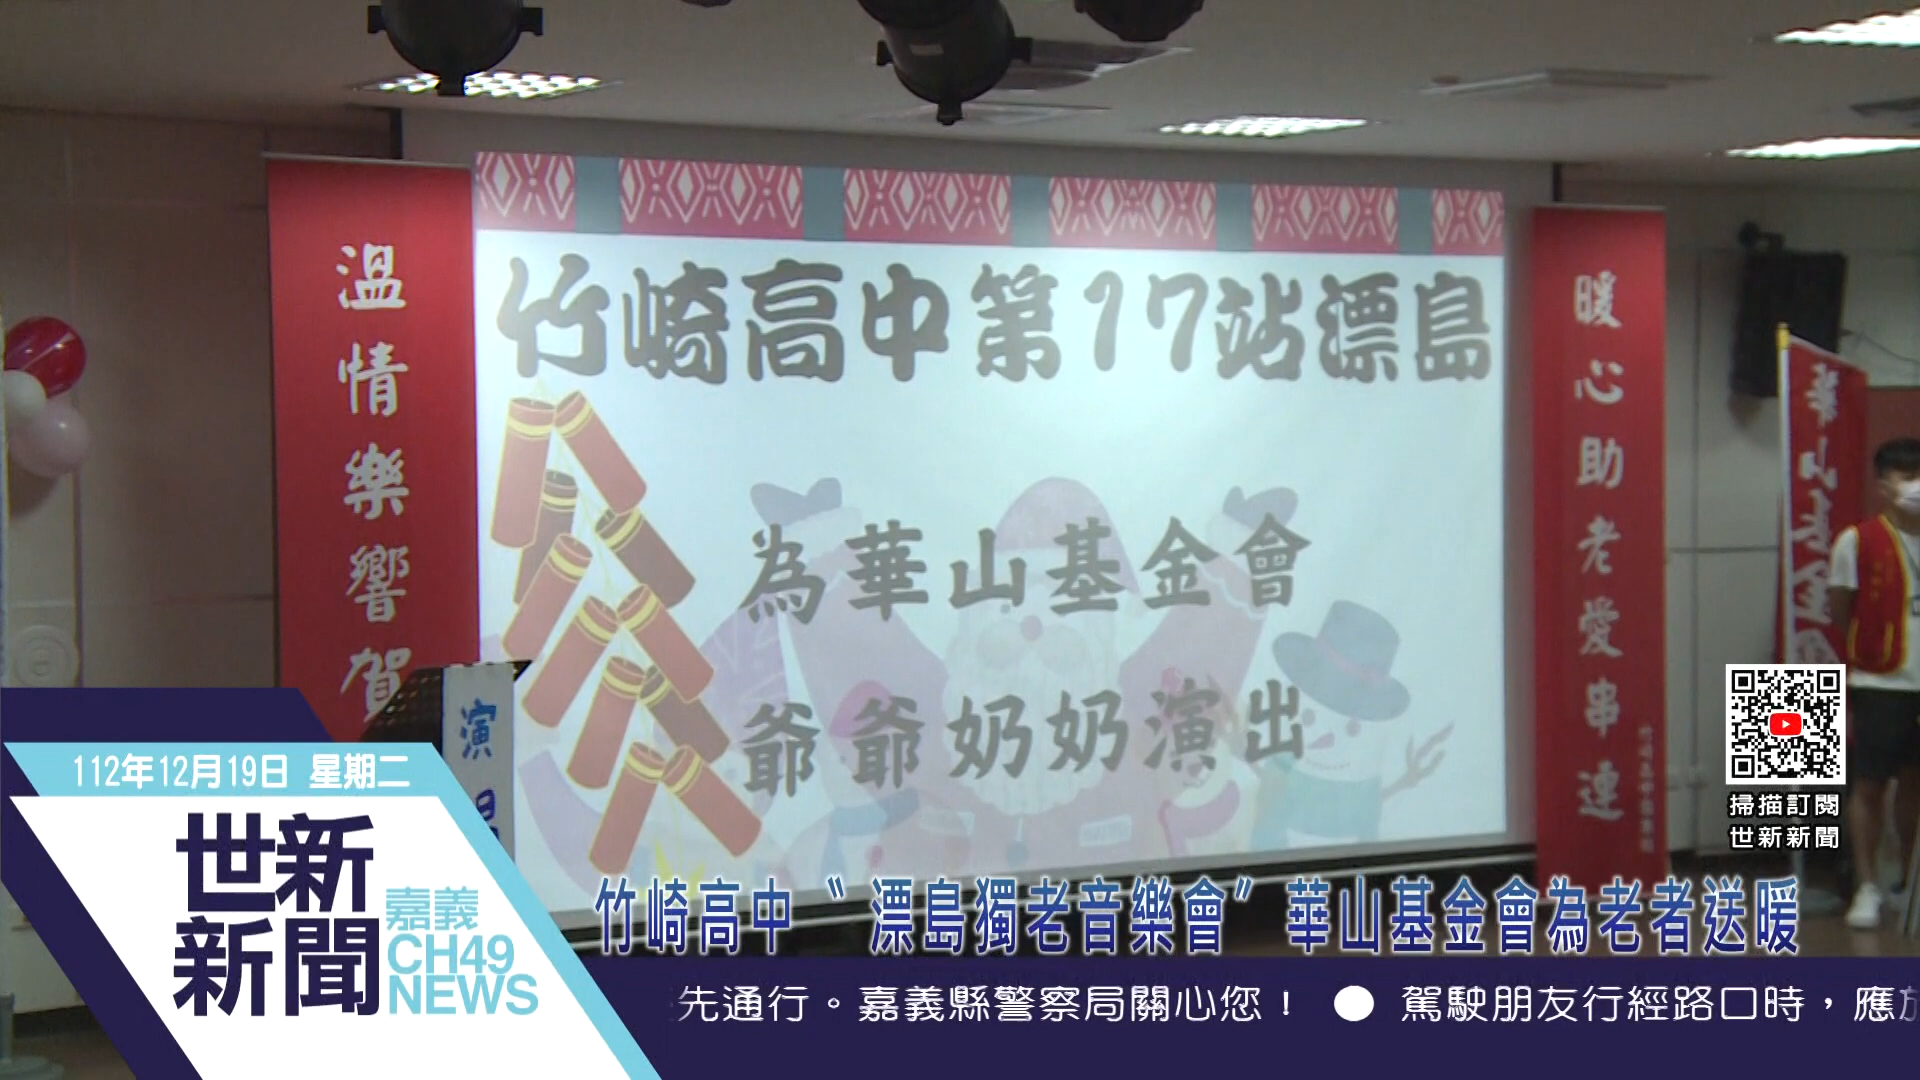 溫情樂響賀
竹崎高中第17站漂島
為華山基金會
爺爺奶奶演出
暖心助老愛串連
演
112年12月19日 星期二
世新
新聞
嘉義
CH49
NEWS
掃描訂閱
世新新聞
竹崎高中〝漂島獨老音樂會〞華山基金會為老者送暖
先通行。嘉義縣警察局關心您！ ● 駕駛朋友行經路口時，應